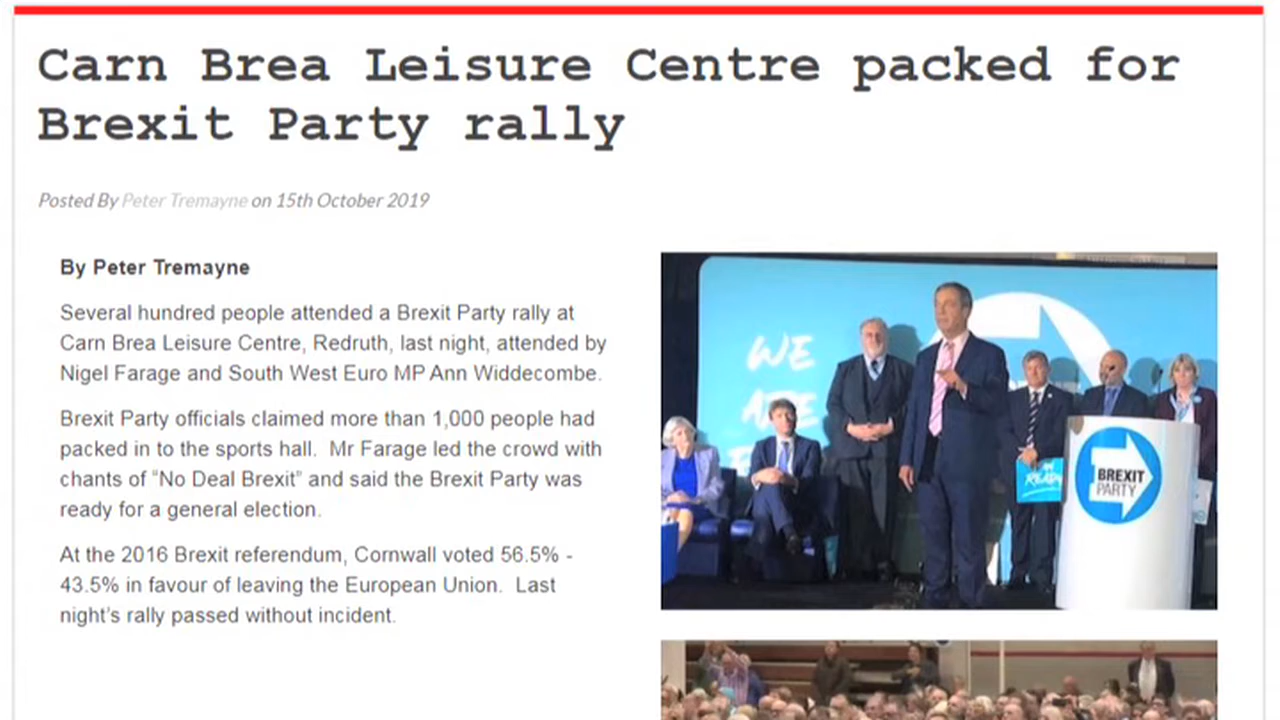 Carn Brea Leisure Centre packed for
Brexit Party rally
Posted By Peter Tremayne on 15th October 2019
By Peter Tremayne
Several hundred people attended a Brexit Party rally at
Carn Brea Leisure Centre, Redruth, last night, attended by
Nigel Farage and South West Euro MP Ann Widdecombe.
Brexit Party officials claimed more than 1,000 people had
packed in to the sports hall.  Mr Farage led the crowd with
chants of “No Deal Brexit” and said the Brexit Party was
ready for a general election.
At the 2016 Brexit referendum, Cornwall voted 56.5% -
43.5% in favour of leaving the European Union.  Last
night’s rally passed without incident.
WE
ARE
BREXIT
PARTY